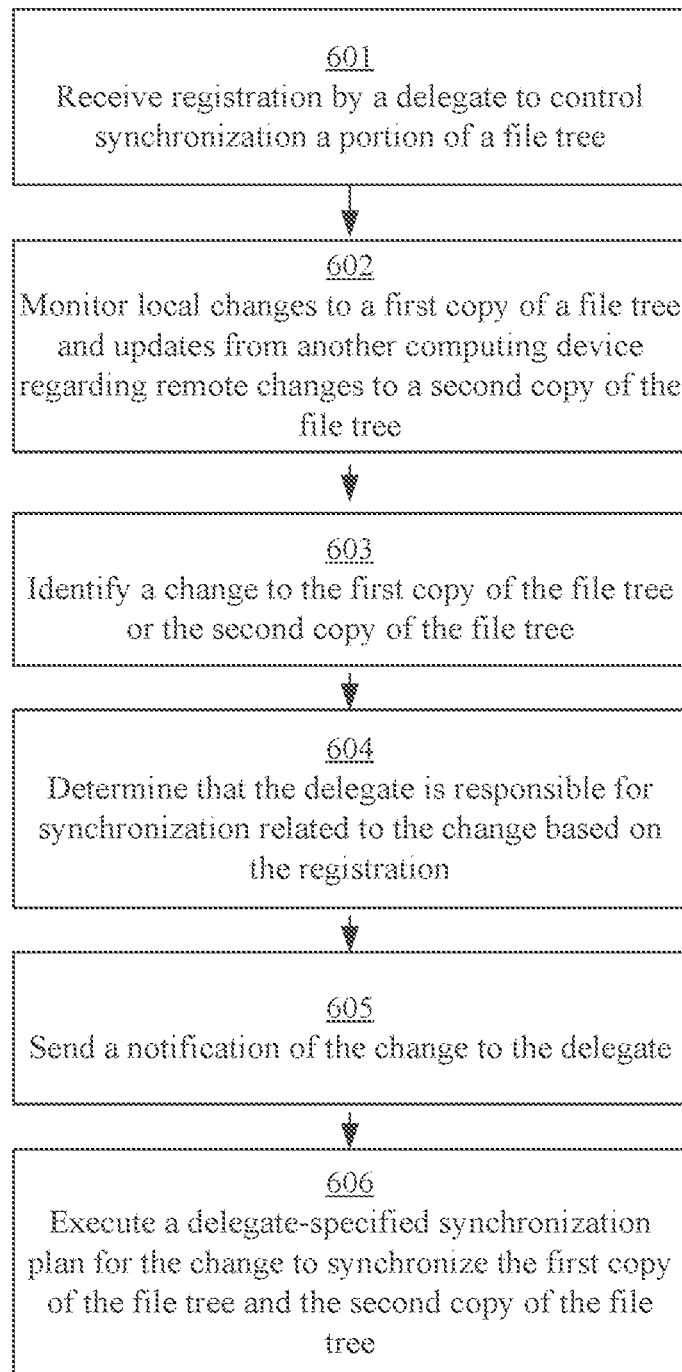 601
Receive registration by a delegate to control
synchronization a portion of a file tree
602
Monitor local changes to a first copy of a file tree
and updates from another computing device
regarding remote changes to a second copy of the
file tree
603
Identify a change to the first copy of the file tree
or the second copy of the file tree
604
Determine that the delegate is responsible for
synchronization related to the change based on
the registration
605
Send a notification of the change to the delegate
606
Execute a delegate-specified synchronization
plan for the change to synchronize the first copy
of the file tree and the second copy of the file
tree